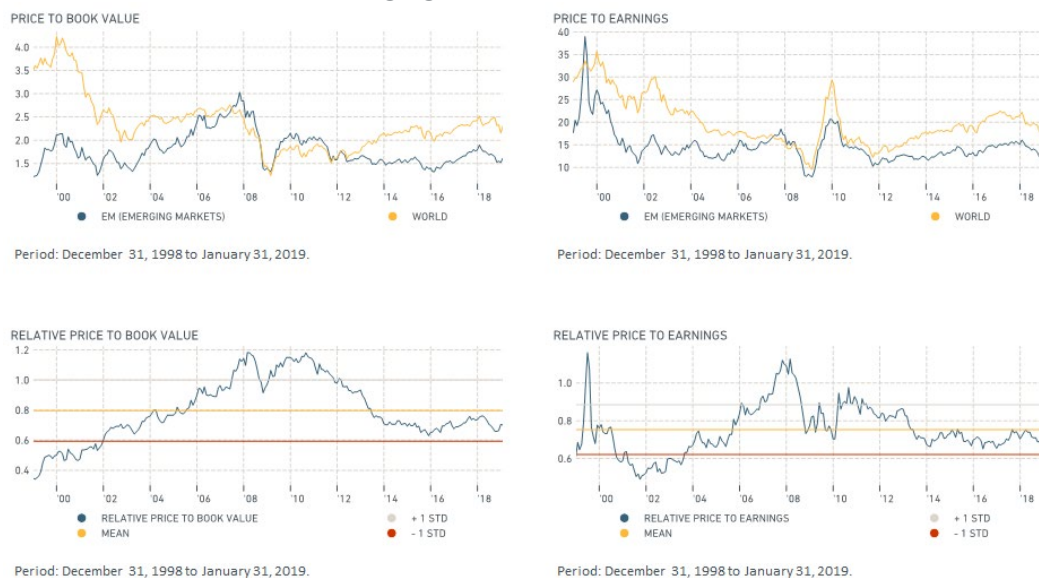 PRICE TO BOOK VALUE
4.0
3.5
3.0
2.5
2.0
1.5
'00 '02 '04 '06 '08 '10 '12 '14 '16 '18
EM (EMERGING MARKETS) WORLD
Period: December 31, 1998 to January 31, 2019.
PRICE TO EARNINGS
40
35
30
25
20
15
10
'00 '02 '04 '06 '08 '10 '12 '14 '16 '18
EM (EMERGING MARKETS) WORLD
Period: December 31, 1998 to January 31, 2019.
RELATIVE PRICE TO BOOK VALUE
1.2
1.0
0.8
0.6
0.4
'00 '02 '04 '06 '08 '10 '12 '14 '16 '18
RELATIVE PRICE TO BOOK VALUE + 1 STD
MEAN - 1 STD
Period: December 31, 1998 to January 31, 2019.
RELATIVE PRICE TO EARNINGS
1.0
0.8
0.6
'00 '02 '04 '06 '08 '10 '12 '14 '16 '18
RELATIVE PRICE TO EARNINGS + 1 STD
MEAN - 1 STD
Period: December 31, 1998 to January 31, 2019.